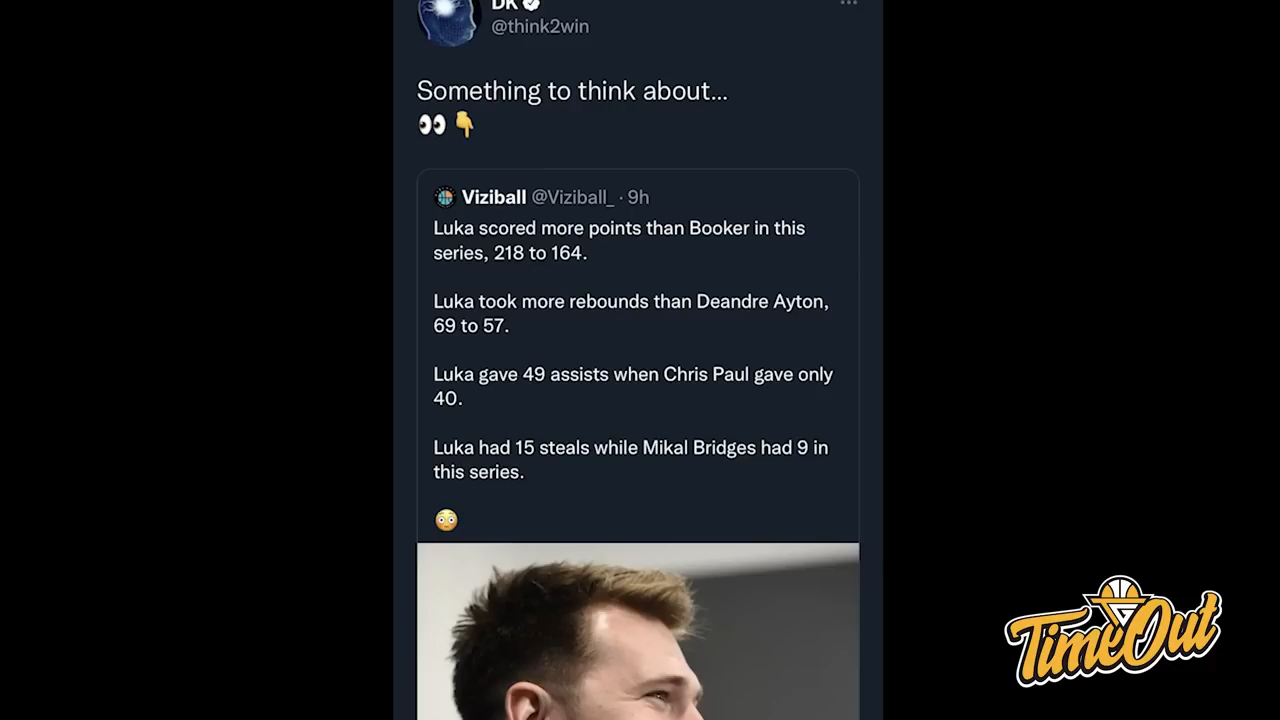 DK
@think2win
Something to think about...
👀👇
Viziball @Viziball_ · 9h
Luka scored more points than Booker in this
series, 218 to 164.
Luka took more rebounds than Deandre Ayton,
69 to 57.
Luka gave 49 assists when Chris Paul gave only
40.
Luka had 15 steals while Mikal Bridges had 9 in
this series.
😳
TimeOut